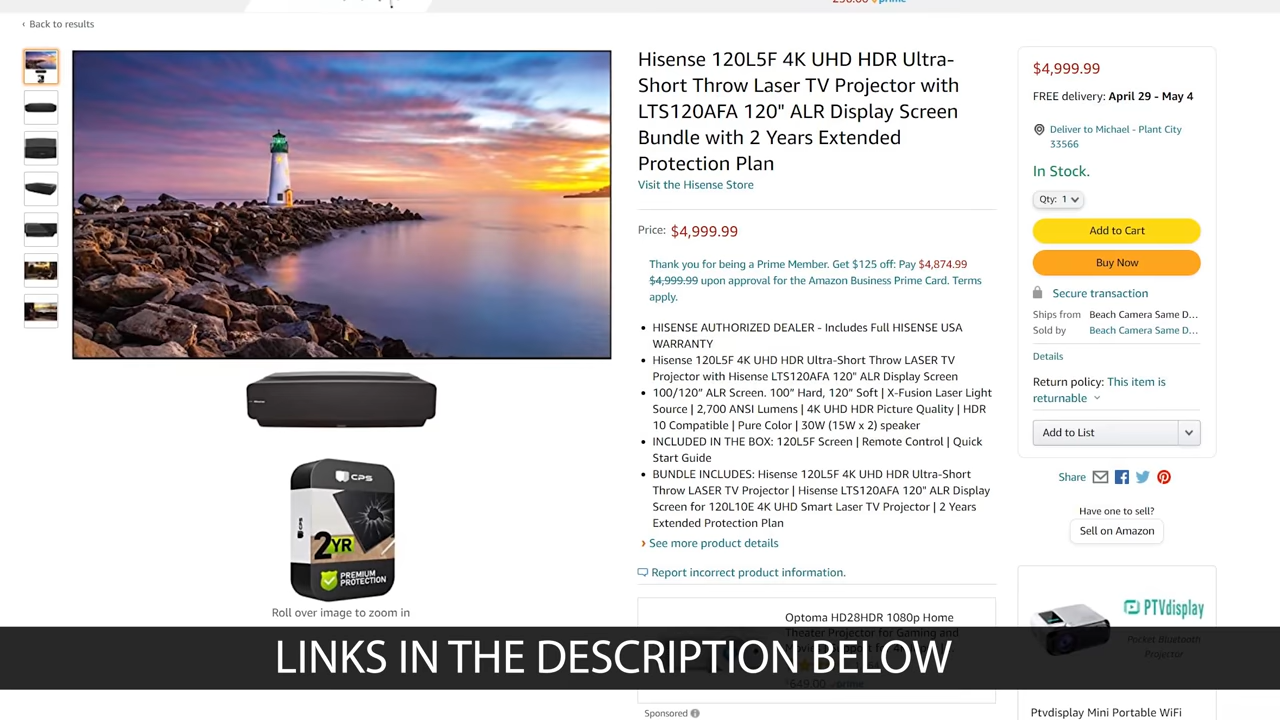 ‹ Back to results
Hisense 120L5F 4K UHD HDR Ultra-
Short Throw Laser TV Projector with
LTS120AFA 120" ALR Display Screen
Bundle with 2 Years Extended
Protection Plan
Visit the Hisense Store
Price: $4,999.99
Thank you for being a Prime Member. Get $125 off: Pay $4,874.99
$4,999.99 upon approval for the Amazon Business Prime Card. Terms
apply.
• HISENSE AUTHORIZED DEALER - Includes Full HISENSE USA
WARRANTY
• Hisense 120L5F 4K UHD HDR Ultra-Short Throw LASER TV
Projector with Hisense LTS120AFA 120" ALR Display Screen
• 100/120” ALR Screen. 100” Hard, 120” Soft | X-Fusion Laser Light
Source | 2,700 ANSI Lumens | 4K UHD HDR Picture Quality | HDR
10 Compatible | Pure Color | 30W (15W x 2) speaker
• INCLUDED IN THE BOX: 120L5F Screen | Remote Control | Quick
Start Guide
• BUNDLE INCLUDES: Hisense 120L5F 4K UHD HDR Ultra-Short
Throw LASER TV Projector | Hisense LTS120AFA 120" ALR Display
Screen for 120L10E 4K UHD Smart Laser TV Projector | 2 Years
Extended Protection Plan
› See more product details
Report incorrect product information.
Optoma HD28HDR 1080p Home
Theater Projector for Gaming and
$649.00 prime
Sponsored
CPS
CPS
2YR
PREMIUM
PROTECTION
Roll over image to zoom in
$4,999.99
FREE delivery: April 29 - May 4
Deliver to Michael - Plant City
33566
In Stock.
Qty: 1
Add to Cart
Buy Now
Secure transaction
Ships from Beach Camera Same D...
Sold by Beach Camera Same D...
Details
Return policy: This item is
returnable
Add to List
Share
Have one to sell?
Sell on Amazon
PTVdisplay
Pocket Bluetooth
Projector
Ptvdisplay Mini Portable WiFi
LINKS IN THE DESCRIPTION BELOW